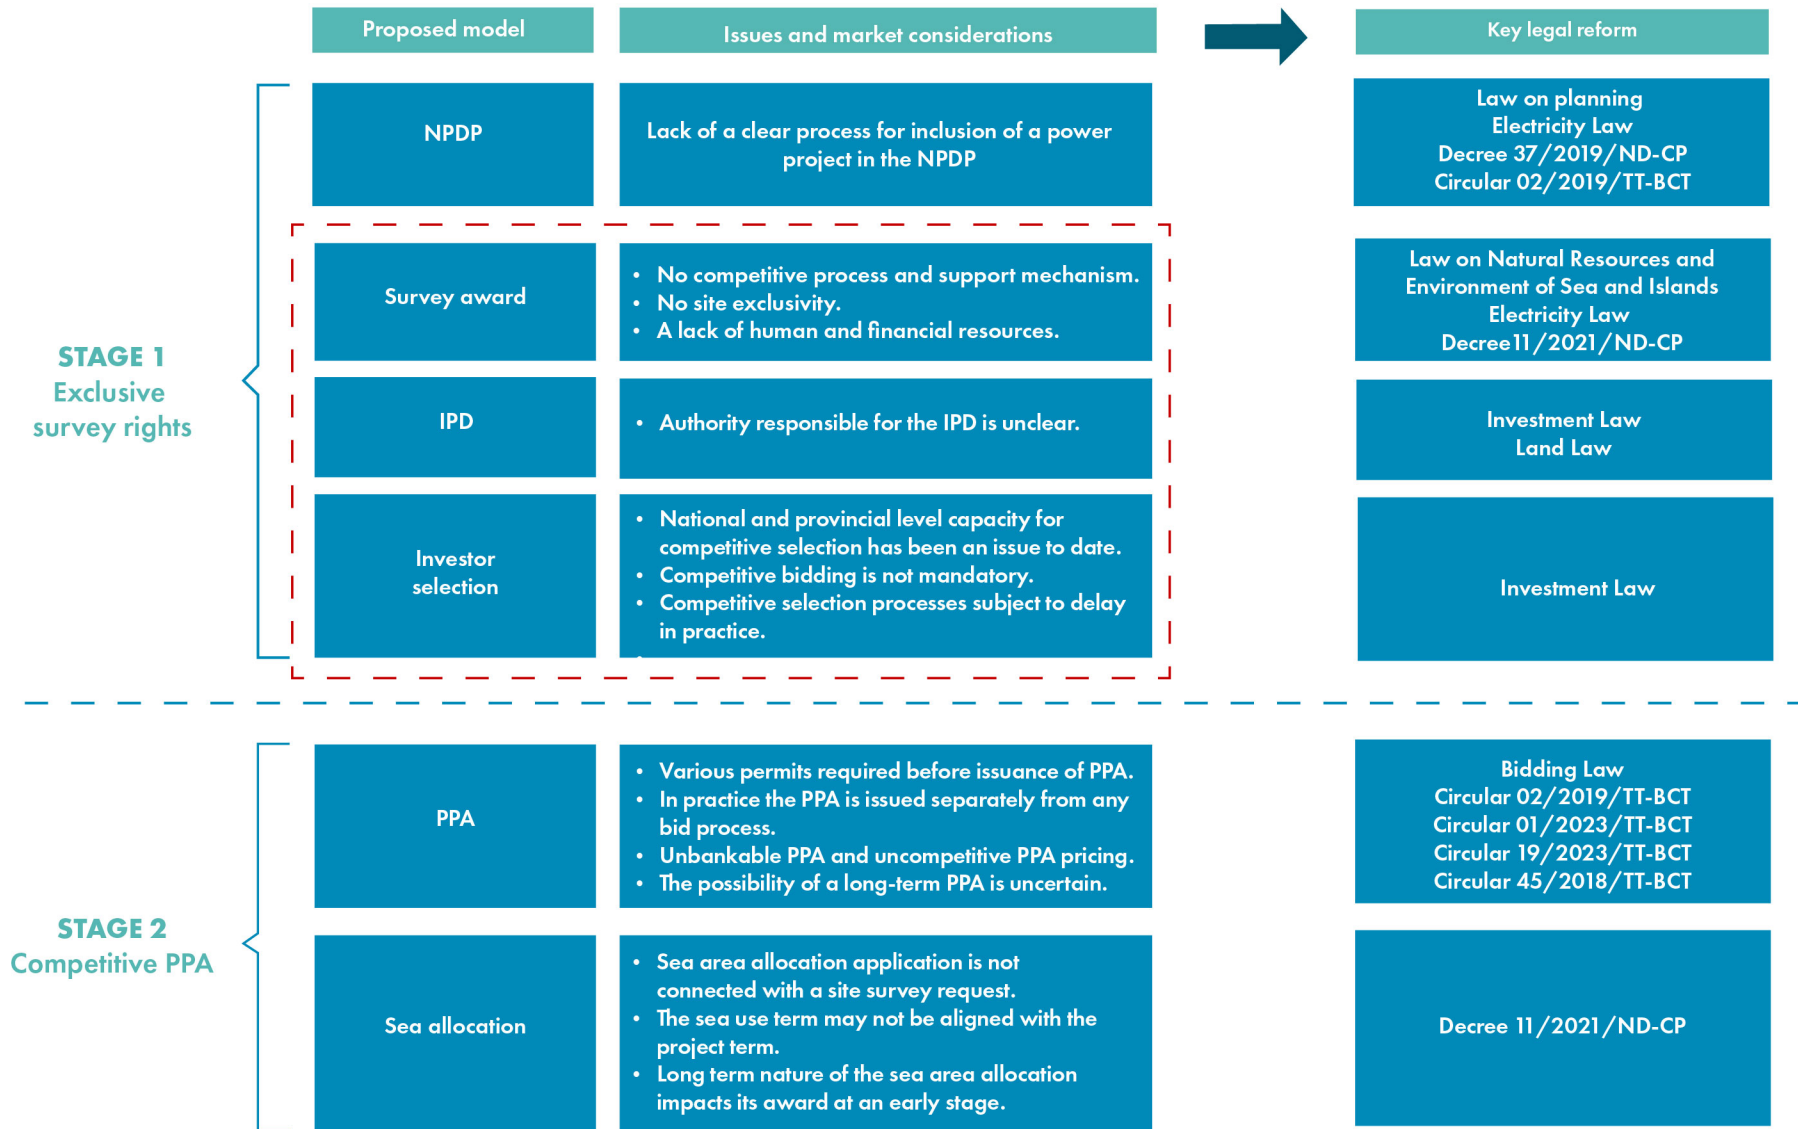 Proposed model
Issues and market considerations
Key legal reform
STAGE 1
Exclusive
survey rights
NPDP
Lack of a clear process for inclusion of a power
project in the NPDP
Law on planning
Electricity Law
Decree 37/2019/ND-CP
Circular 02/2019/TT-BCT
Survey award
• No competitive process and support mechanism.
• No site exclusivity.
• A lack of human and financial resources.
Law on Natural Resources and
Environment of Sea and Islands
Electricity Law
Decree11/2021/ND-CP
IPD
• Authority responsible for the IPD is unclear.
Investment Law
Land Law
Investor
selection
• National and provincial level capacity for
competitive selection has been an issue to date.
• Competitive bidding is not mandatory.
• Competitive selection processes subject to delay
in practice.
Investment Law
STAGE 2
Competitive PPA
PPA
• Various permits required before issuance of PPA.
• In practice the PPA is issued separately from any
bid process.
• Unbankable PPA and uncompetitive PPA pricing.
• The possibility of a long-term PPA is uncertain.
Bidding Law
Circular 02/2019/TT-BCT
Circular 01/2023/TT-BCT
Circular 19/2023/TT-BCT
Circular 45/2018/TT-BCT
Sea allocation
• Sea area allocation application is not
connected with a site survey request.
• The sea use term may not be aligned with the
project term.
• Long term nature of the sea area allocation
impacts its award at an early stage.
Decree 11/2021/ND-CP